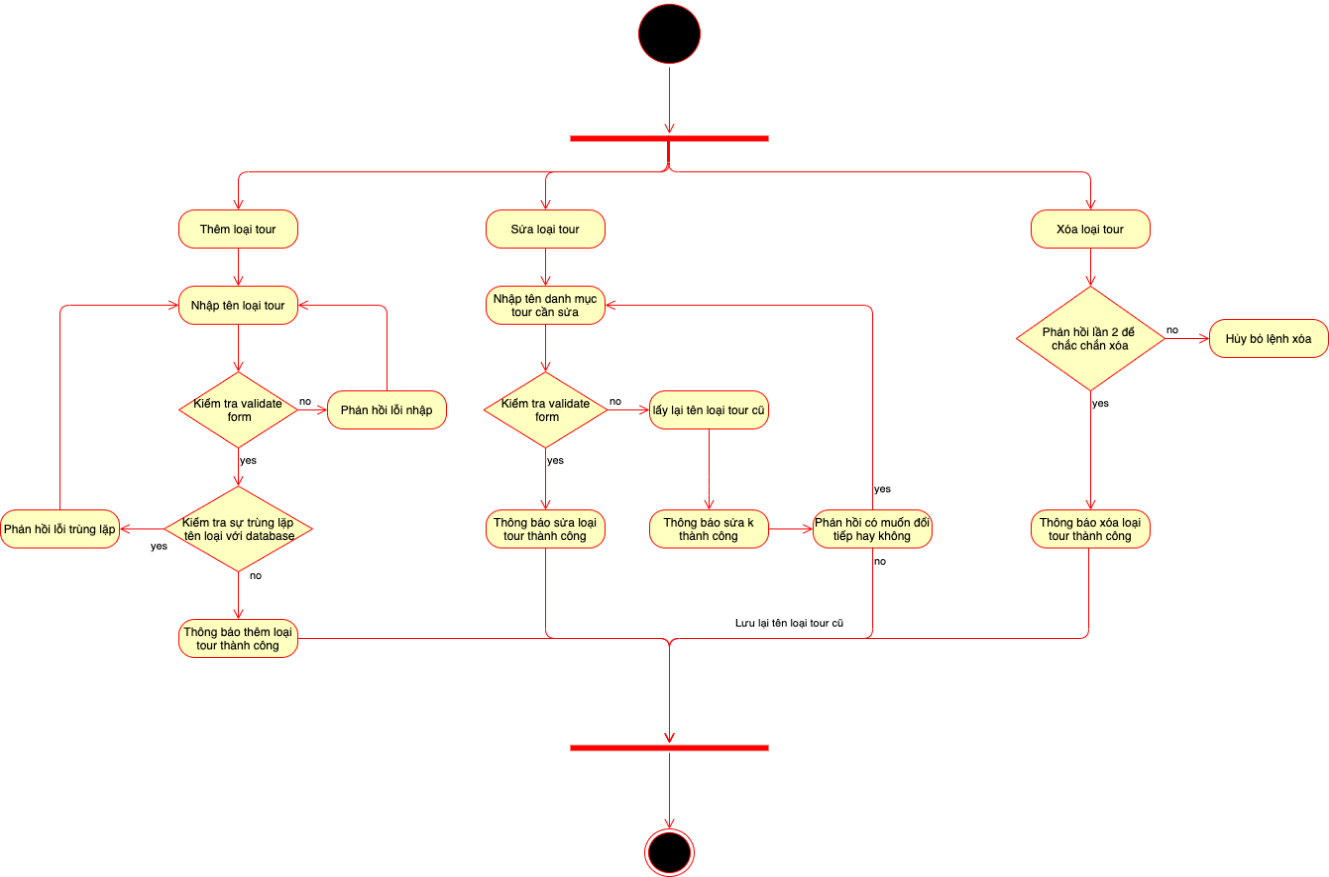 Thêm loại tour
Sửa loại tour
Xóa loại tour
Nhập tên loại tour
Nhập tên danh mục
tour cần sửa
Phản hồi lần 2 để
chắc chắn xóa
no
Hủy bỏ lệnh xóa
Kiểm tra validate
form
no
Phản hồi lỗi nhập
Kiểm tra validate
form
no
lấy lại tên loại tour cũ
yes
yes
yes
yes
Phản hồi lỗi trùng lặp
yes
Kiểm tra sự trùng lặp
tên loại với database
Thông báo sửa loại
tour thành công
Thông báo sửa k
thành công
Phản hồi có muốn đổi
tiếp hay không
Thông báo xóa loại
tour thành công
no
no
Lưu lại tên loại tour cũ
Thông báo thêm loại
tour thành công